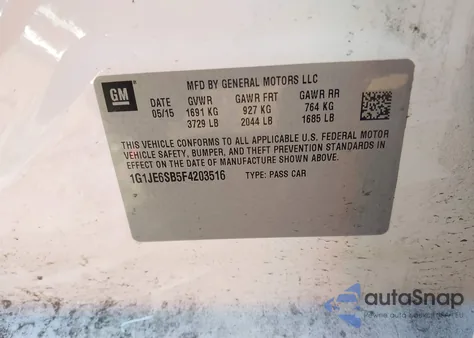 GM
MFD BY GENERAL MOTORS LLC
DATE GVWR GAWR FRT GAWR RR
05/15 1691 KG 927 KG 764 KG
3729 LB 2044 LB 1685 LB
THIS VEHICLE CONFORMS TO ALL APPLICABLE U.S. FEDERAL MOTOR
VEHICLE SAFETY, BUMPER, AND THEFT PREVENTION STANDARDS IN
EFFECT ON THE DATE OF MANUFACTURE SHOWN ABOVE.
1G1JE6SB5F4203516 TYPE: PASS CAR
autoSnap